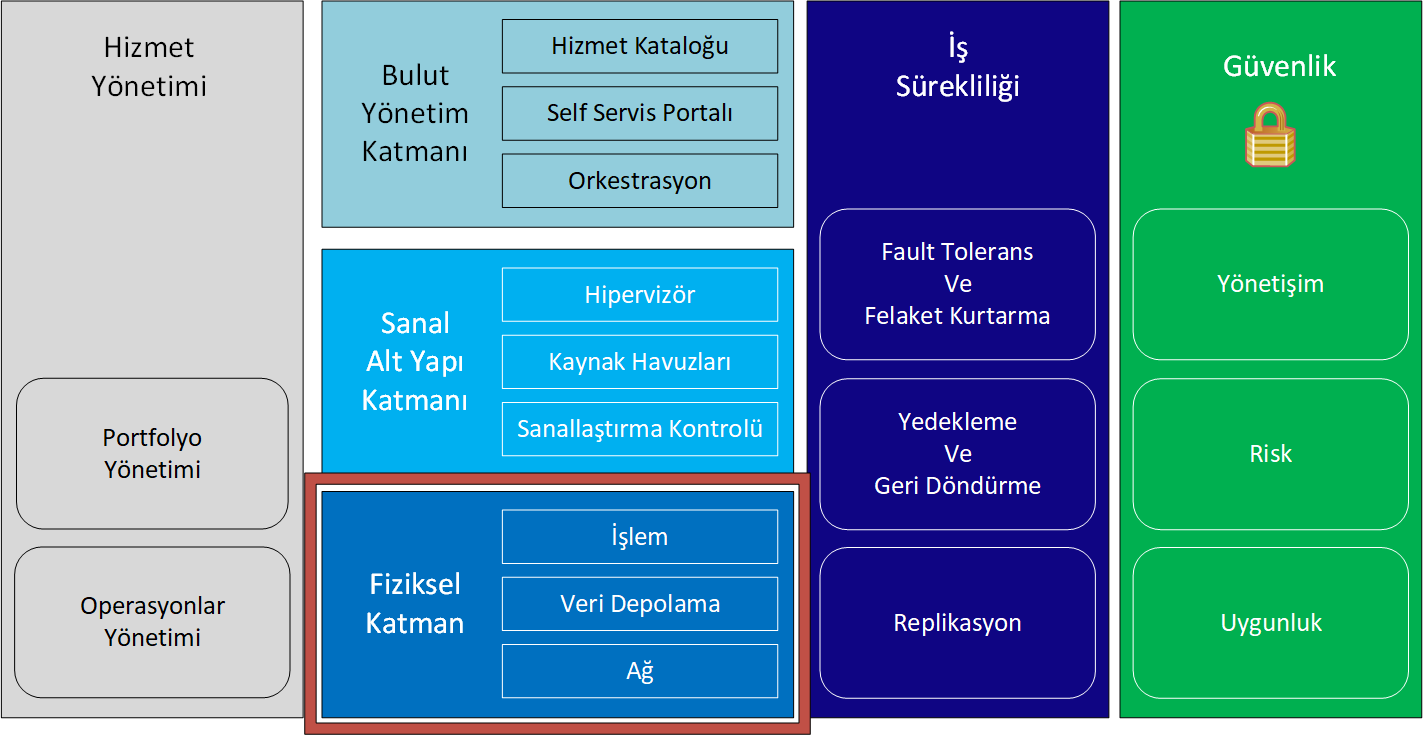 Hizmet
Yönetimi
Portfolyo
Yönetimi
Operasyonlar
Yönetimi
Bulut
Yönetim
Katmanı
Hizmet Kataloğu
Self Servis Portalı
Orkestrasyon
Sanal
Alt Yapı
Katmanı
Hipervizör
Kaynak Havuzları
Sanallaştırma Kontrolü
Fiziksel
Katman
İşlem
Veri Depolama
Ağ
İş
Sürekliliği
Fault Tolerans
Ve
Felaket Kurtarma
Yedekleme
Ve
Geri Döndürme
Replikasyon
Güvenlik
Yönetişim
Risk
Uygunluk